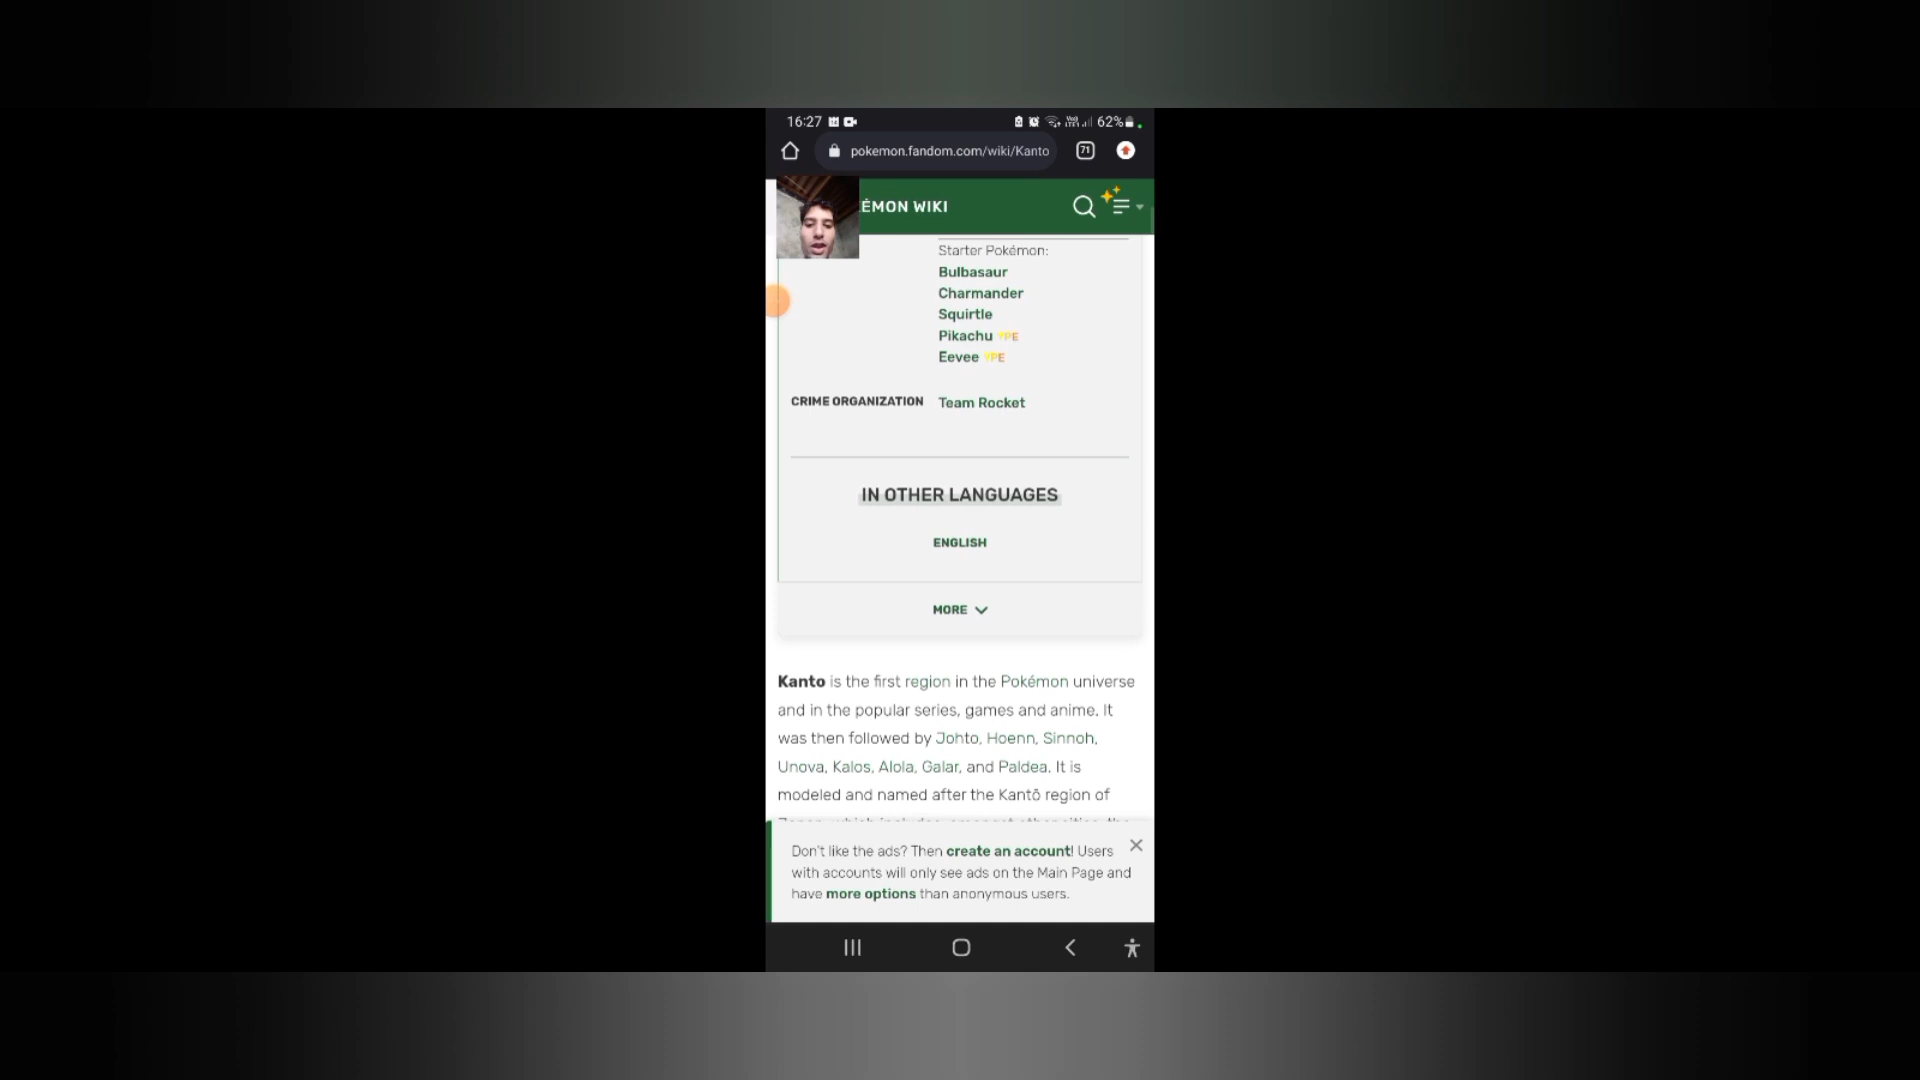 16:27 62%
pokemon.fandom.com/wiki/Kanto 71
ÉMON WIKI
Starter Pokémon:
Bulbasaur
Charmander
Squirtle
Pikachu YPE
Eevee YPE
CRIME ORGANIZATION Team Rocket
IN OTHER LANGUAGES
ENGLISH
MORE
Kanto is the first region in the Pokémon universe
and in the popular series, games and anime. It
was then followed by Johto, Hoenn, Sinnoh,
Unova, Kalos, Alola, Galar, and Paldea. It is
modeled and named after the Kantō region of
Don't like the ads? Then create an account! Users
with accounts will only see ads on the Main Page and
have more options than anonymous users.